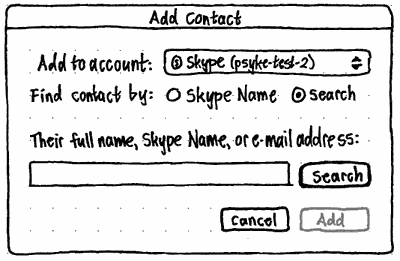 Add Contact
Add to account: Skype (psyke-test-2)
Find contact by: Skype Name Search
Their full name, Skype Name, or e-mail address:
Search
Cancel Add